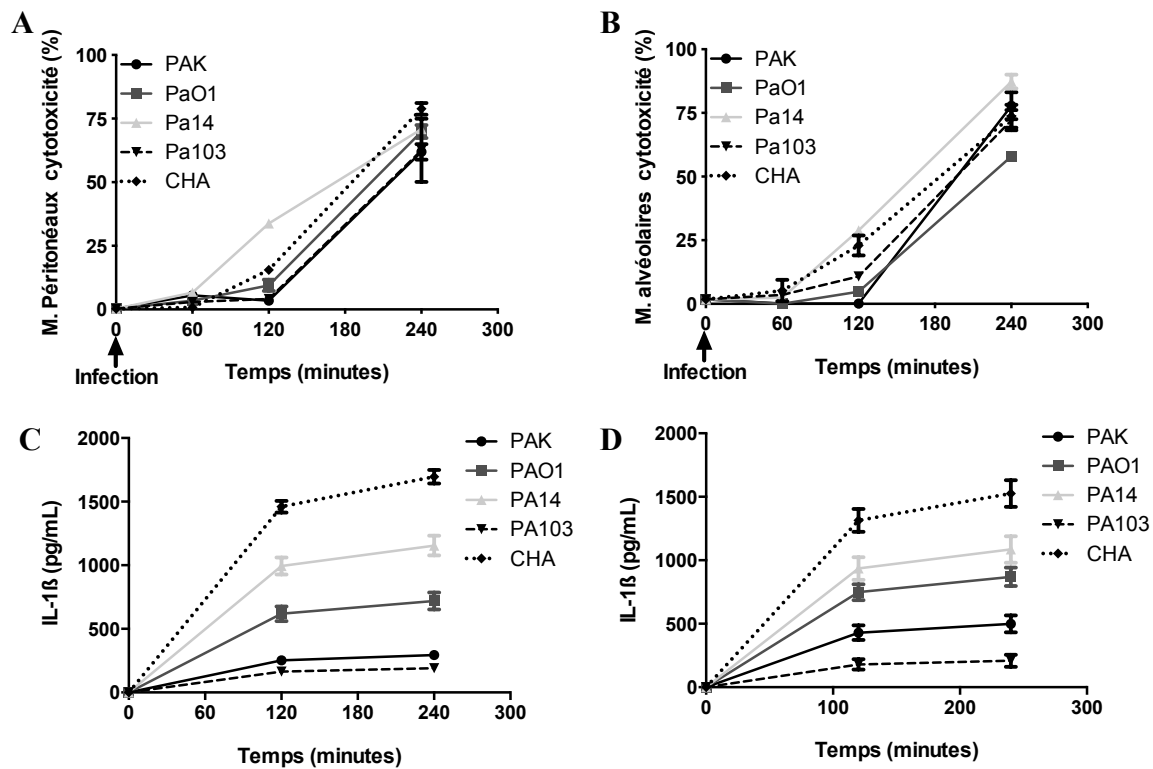 A
M. Péritonéaux cytotoxicité (%)
100
75
50
25
0
PAK
PaO1
Pa14
Pa103
CHA
0 60 120 180 240 300
Infection
Temps (minutes)
B
M. alvéolaires cytotoxicité (%)
100
75
50
25
0
PAK
PaO1
Pa14
Pa103
CHA
0 60 120 180 240 300
Infection
Temps (minutes)
C
IL-1ß (pg/mL)
2000
1500
1000
500
0
PAK
PAO1
PA14
PA103
CHA
0 60 120 180 240 300
Temps (minutes)
D
IL-1ß (pg/mL)
2000
1500
1000
500
0
PAK
PAO1
PA14
PA103
CHA
0 100 200 300
Temps (minutes)